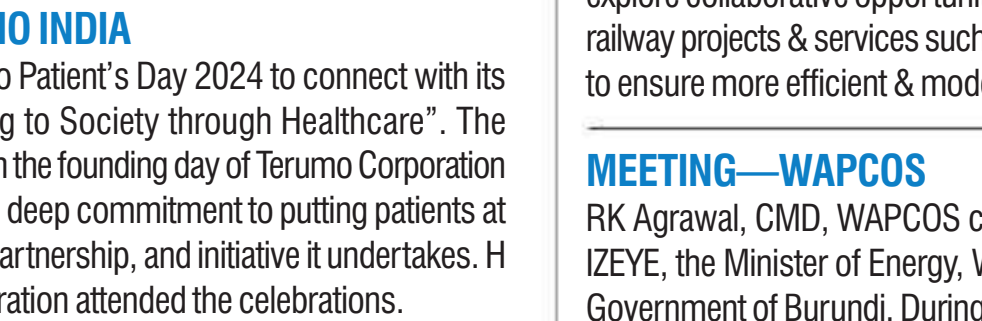 IO INDIA
o Patient's Day 2024 to connect with its
g to Society through Healthcare". The
n the founding day of Terumo Corporation
deep commitment to putting patients at
artnership, and initiative it undertakes. H
ration attended the celebrations.
railway projects & services such
to ensure more efficient & mode
MEETING—WAPCOS
RK Agrawal, CMD, WAPCOS c
IZEYE, the Minister of Energy, W
Government of Burundi. During